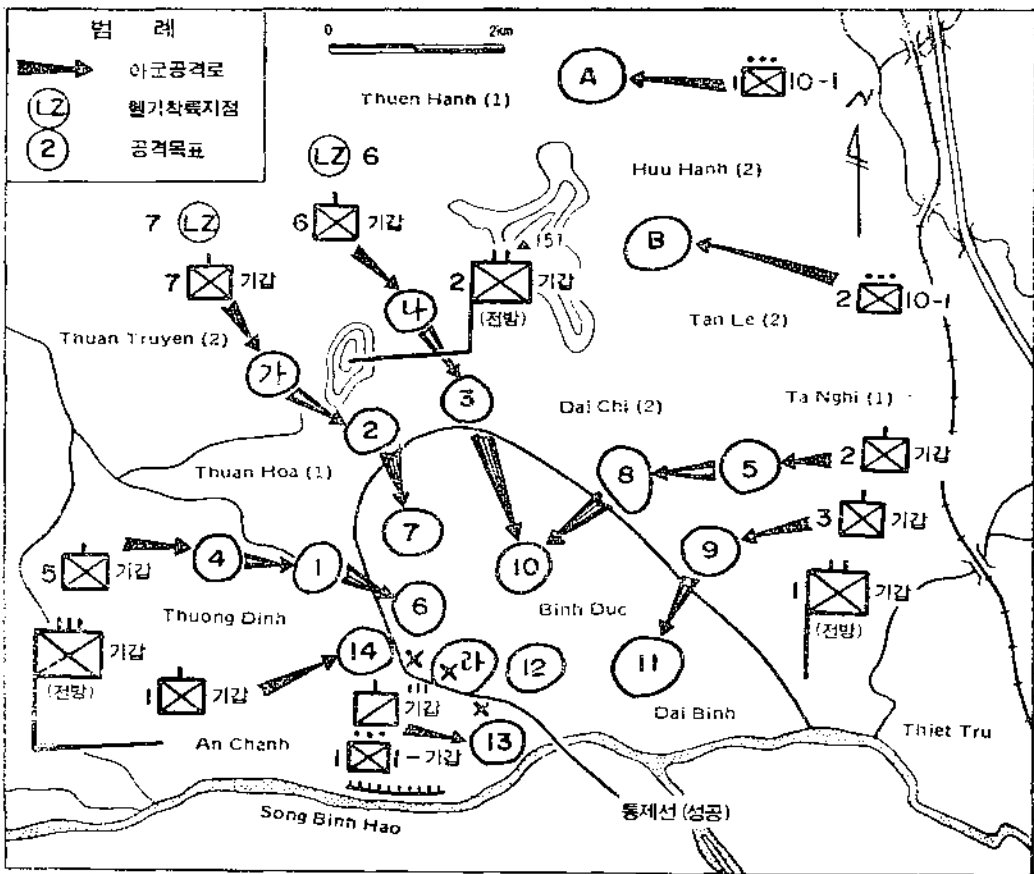 범 례
아군공격로
LZ 헬기착륙지점
2 공격목표
0 2km
Thuen Hanh (1)
A
1 10-1
N
LZ 6
Huu Hanh (2)
7 LZ
6 기갑
151
B
7 기갑
2 기갑
(전방)
2 10-1
나
Tan Le (2)
Thuan Truyen (2)
가
3
Dai Chi (2)
Ta Nghi (1)
2
8
5
2 기갑
Thuan Hoa (1)
7
3 기갑
9
5 기갑
4
1
10
6
Binh Duc
1 기갑
(전방)
Thuong Dinh
기갑
(전방)
14
라
12
11
1 기갑
기갑
Dai Binh
13
Thiet Tru
An Chanh
1 1-기갑
Song Binh Hao
통제선 (성공)